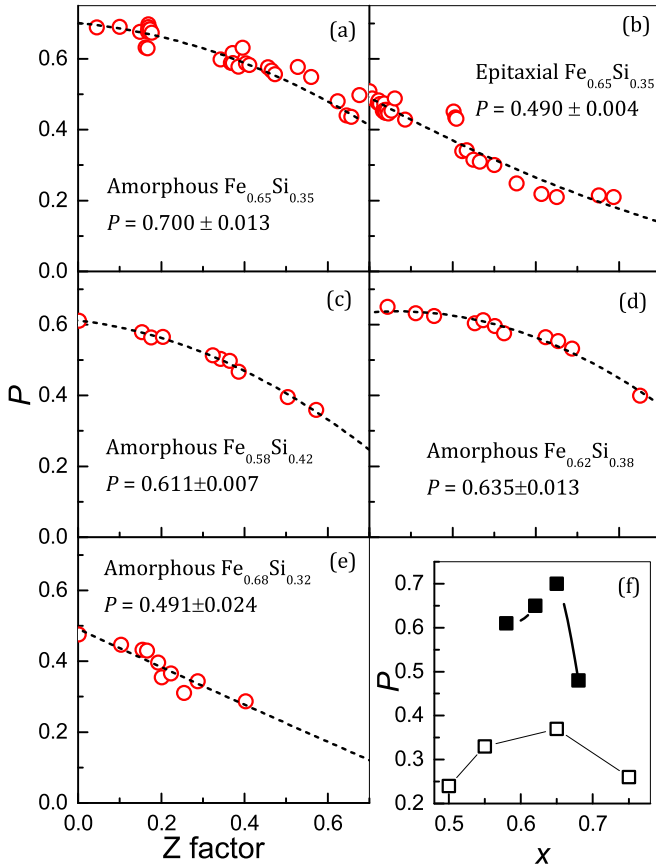 0.6
0.4
0.2
0.0
(a)
Amorphous Fe0.65Si0.35
P = 0.700 ± 0.013
(b)
Epitaxial Fe0.65Si0.35
P = 0.490 ± 0.004
P
0.6
0.4
0.2
0.0
(c)
Amorphous Fe0.58Si0.42
P = 0.611±0.007
(d)
Amorphous Fe0.62Si0.38
P = 0.635±0.013
0.6
0.4
0.2
0.0
(e)
Amorphous Fe0.68Si0.32
P = 0.491±0.024
0.0 0.2 0.4 0.6
Z factor
(f)
P
0.7
0.6
0.5
0.4
0.3
0.2
0.5 0.6 0.7
x